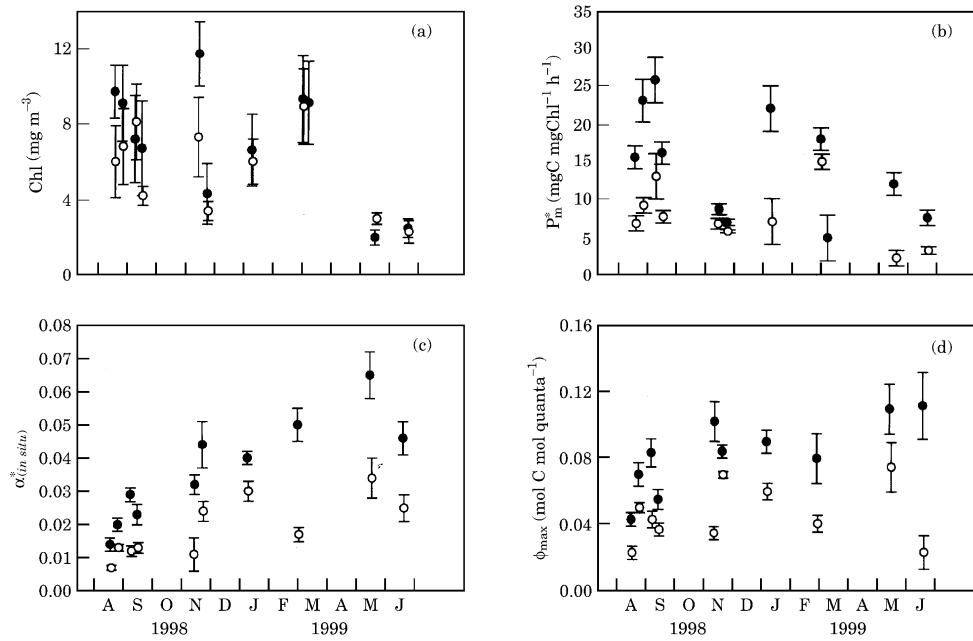 (a)
12
8
4
0
Chl (mg m⁻³)
(b)
35
30
25
20
15
10
5
0
P*m (mgC mgChl⁻¹ h⁻¹)
(c)
0.08
0.07
0.06
0.05
0.04
0.03
0.02
0.01
0.00
α*(in situ)
A S O N D J F M A M J
1998 1999
(d)
0.16
0.12
0.08
0.04
0.00
ϕmax (mol C mol quanta⁻¹)
A S O N D J F M A M J
1998 1999